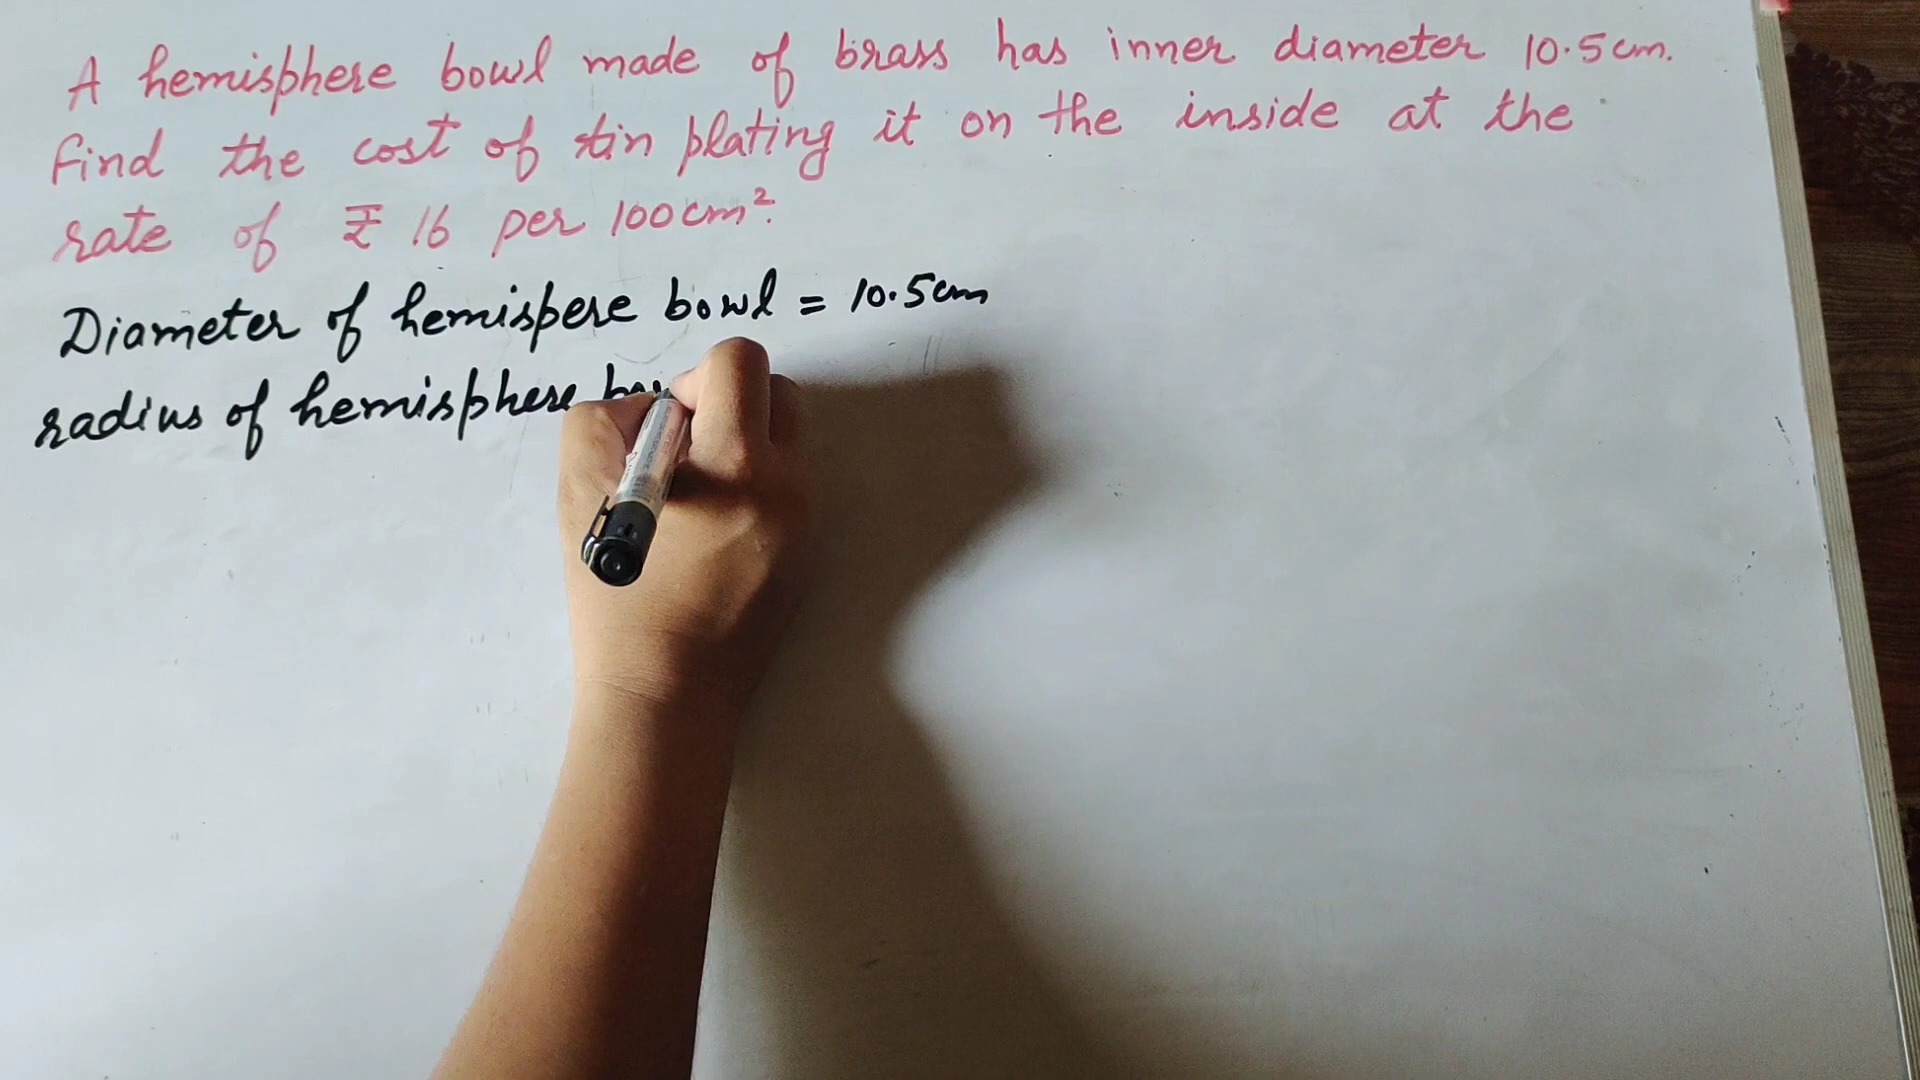 A hemisphere bowl made of brass has inner diameter 10.5cm.
find the cost of tin plating it on the inside at the
rate of ₹ 16 per 100cm².
Diameter of hemispere bowl = 10.5cm
radius of hemisphere